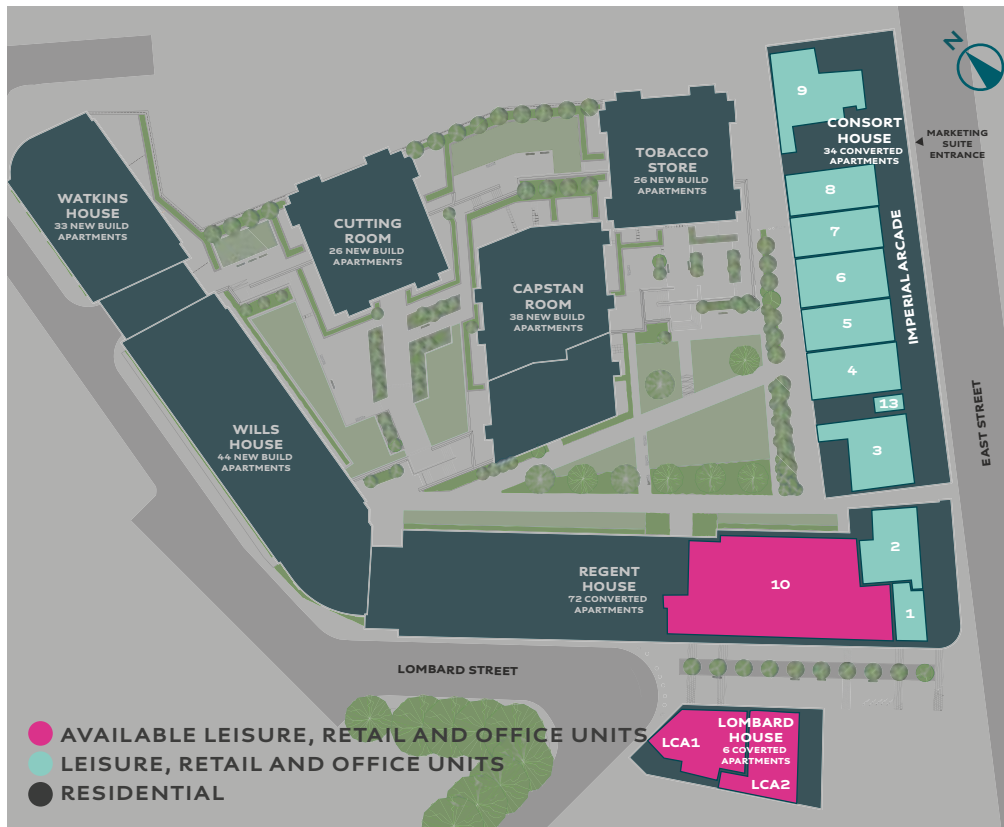 N
9
CONSORT
HOUSE
34 CONVERTED
APARTMENTS
MARKETING
SUITE
ENTRANCE
TOBACCO
STORE
26 NEW BUILD
APARTMENTS
WATKINS
HOUSE
33 NEW BUILD
APARTMENTS
CUTTING
ROOM
26 NEW BUILD
APARTMENTS
CAPSTAN
ROOM
38 NEW BUILD
APARTMENTS
8
7
6
5
4
13
3
IMPERIAL ARCADE
EAST STREET
WILLS
HOUSE
44 NEW BUILD
APARTMENTS
REGENT
HOUSE
72 CONVERTED
APARTMENTS
10
2
1
LOMBARD STREET
LCA1
LOMBARD
HOUSE
6 COVERTED
APARTMENTS
LCA2
AVAILABLE LEISURE, RETAIL AND OFFICE UNITS
LEISURE, RETAIL AND OFFICE UNITS
RESIDENTIAL